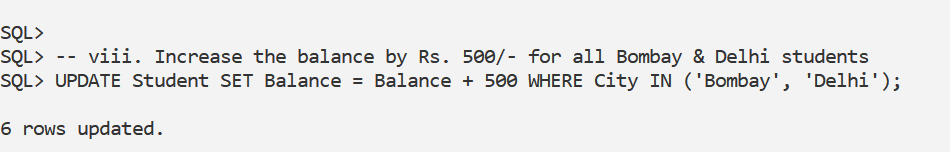 SQL>
SQL> -- viii. Increase the balance by Rs. 500/- for all Bombay & Delhi students
SQL> UPDATE Student SET Balance = Balance + 500 WHERE City IN ('Bombay', 'Delhi');
6 rows updated.